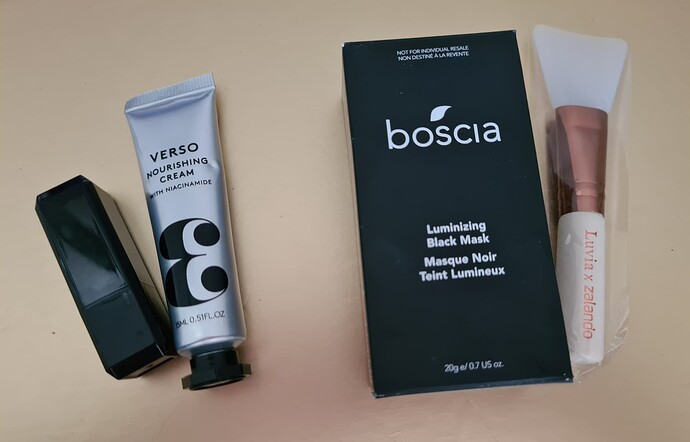 VERSO
NOURISHING
CREAM
WITH NIACINAMIDE
8
15ML 0.51FL.OZ
NOT FOR INDIVIDUAL RESALE
NON DESTINÉ À LA REVENTE
boscia
Luminizing
Black Mask
Masque Noir
Teint Lumineux
20g e/ 0.7 US oz.
Luvia x zalando